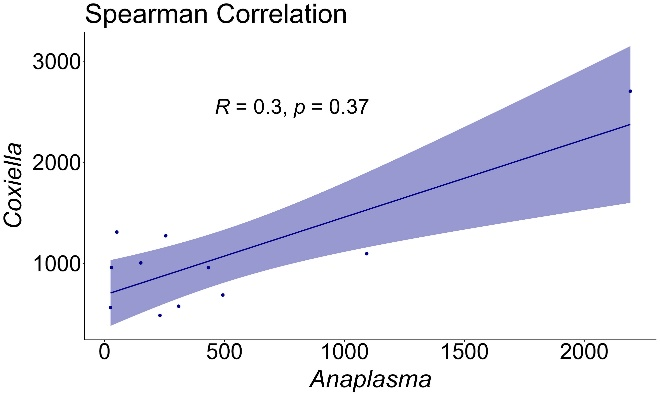 Spearman Correlation
3000
R = 0.3, p = 0.37
2000
1000
Coxiella
0 500 1000 1500 2000
Anaplasma